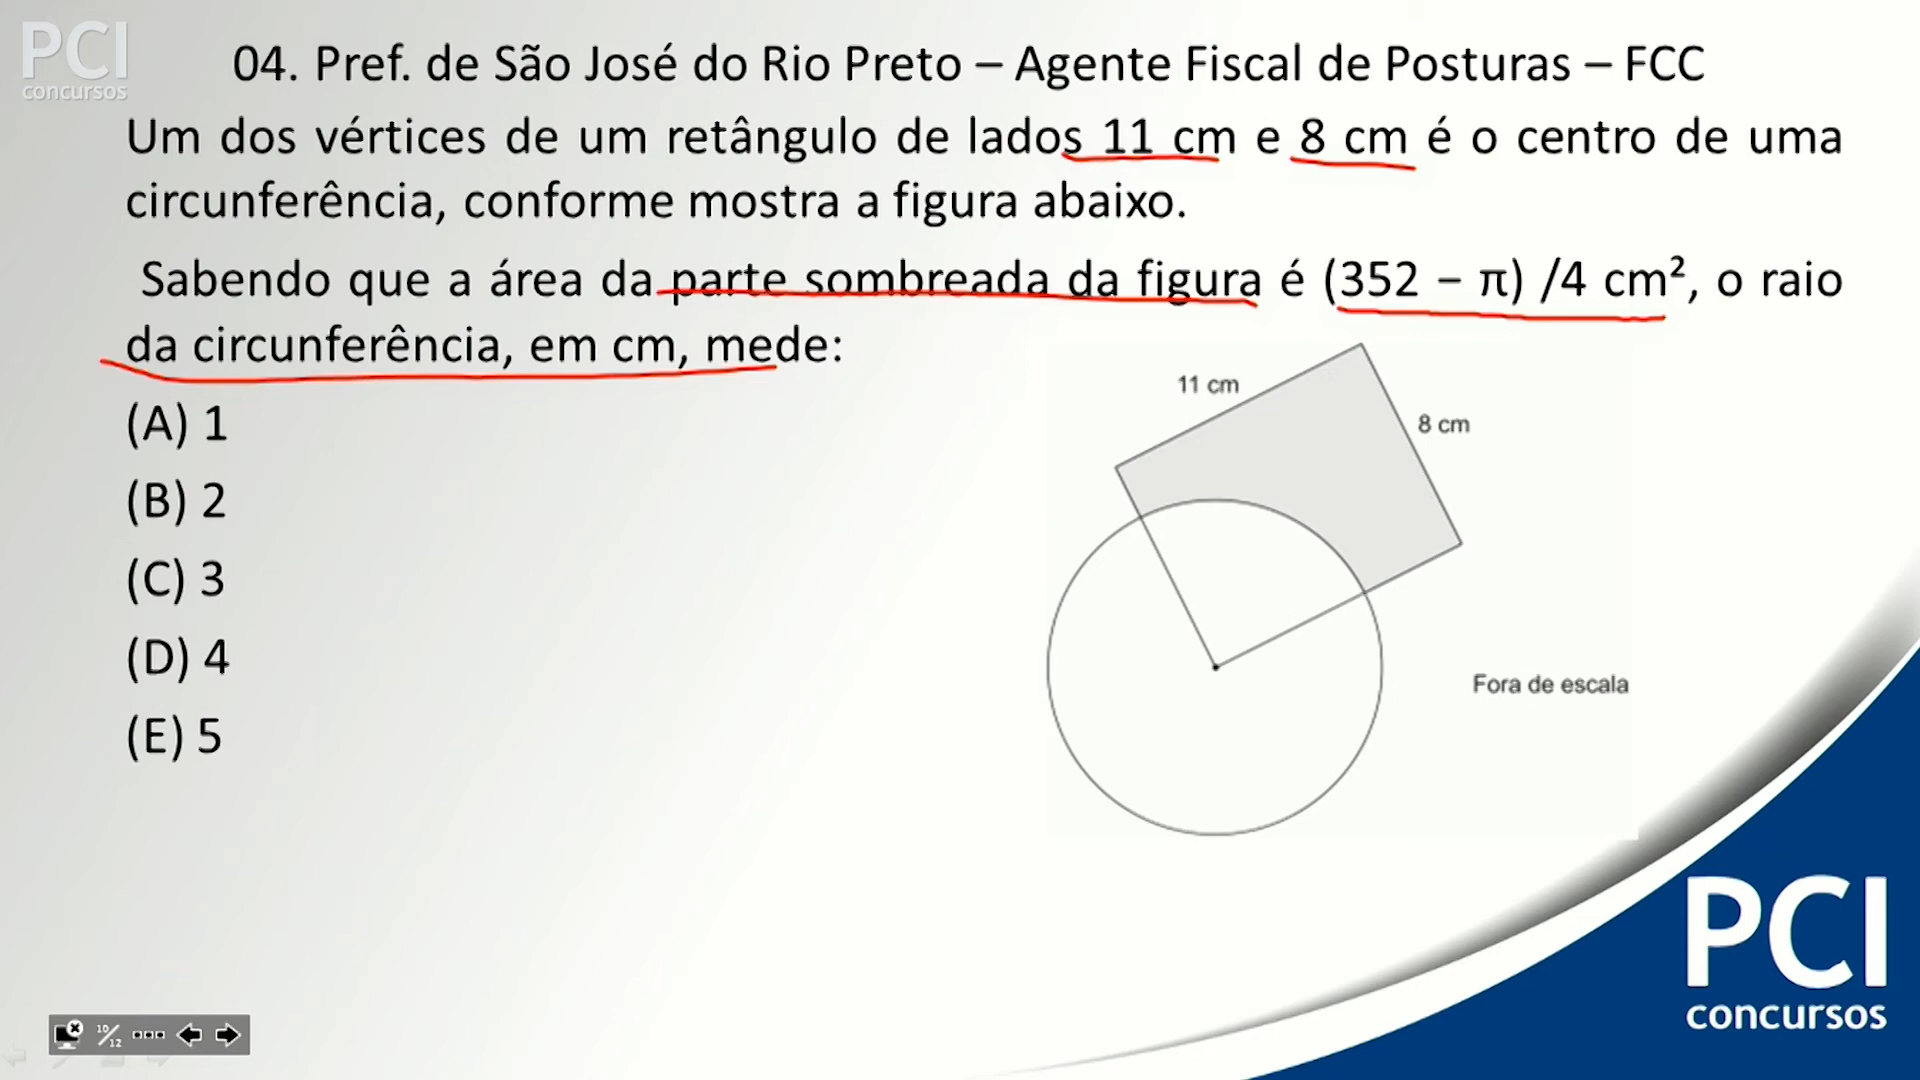 PCI
concursos
04. Pref. de São José do Rio Preto – Agente Fiscal de Posturas – FCC
Um dos vértices de um retângulo de lados 11 cm e 8 cm é o centro de uma
circunferência, conforme mostra a figura abaixo.
Sabendo que a área da parte sombreada da figura é (352 − π) /4 cm², o raio
da circunferência, em cm, mede:
(A) 1
(B) 2
(C) 3
(D) 4
(E) 5
11 cm
8 cm
Fora de escala
PCI
concursos
10/12